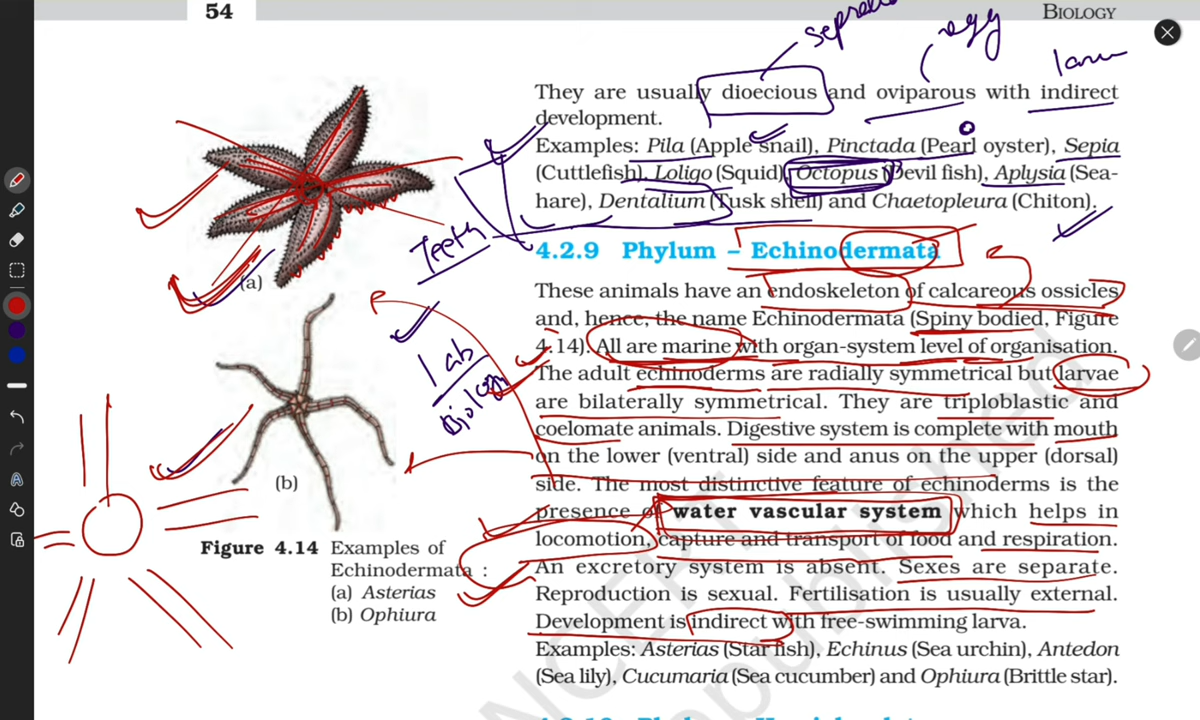 54
BIOLOGY
egg
They are usually dioecious and oviparous with indirect
development.
Examples: Pila (Apple snail), Pinctada (Pearl oyster), Sepia
(Cuttlefish), Loligo (Squid), Octopus (Devil fish), Aplysia (Sea-
hare), Dentalium (Tusk shell) and Chaetopleura (Chiton).
Teeth
4.2.9 Phylum – Echinodermata
These animals have an endoskeleton of calcareous ossicles
and, hence, the name Echinodermata (Spiny bodied, Figure
4.14). All are marine with organ-system level of organisation.
The adult echinoderms are radially symmetrical but larvae
are bilaterally symmetrical. They are triploblastic and
coelomate animals. Digestive system is complete with mouth
on the lower (ventral) side and anus on the upper (dorsal)
side. The most distinctive feature of echinoderms is the
presence of water vascular system which helps in
locomotion, capture and transport of food and respiration.
An excretory system is absent. Sexes are separate.
Reproduction is sexual. Fertilisation is usually external.
Development is indirect with free-swimming larva.
Examples: Asterias (Star fish), Echinus (Sea urchin), Antedon
(Sea lily), Cucumaria (Sea cucumber) and Ophiura (Brittle star).
(a)
Lab
Biology
(b)
Figure 4.14 Examples of
Echinodermata :
(a) Asterias
(b) Ophiura